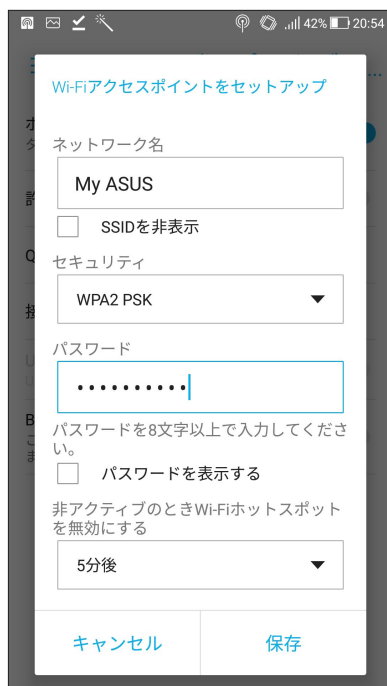 42% 20:54
Wi-Fiアクセスポイントをセットアップ
ネットワーク名
My ASUS
SSIDを非表示
セキュリティ
WPA2 PSK
パスワード
••••••••••
パスワードを8文字以上で入力してくださ
い。
パスワードを表示する
非アクティブのときWi-Fiホットスポット
を無効にする
5分後
キャンセル
保存